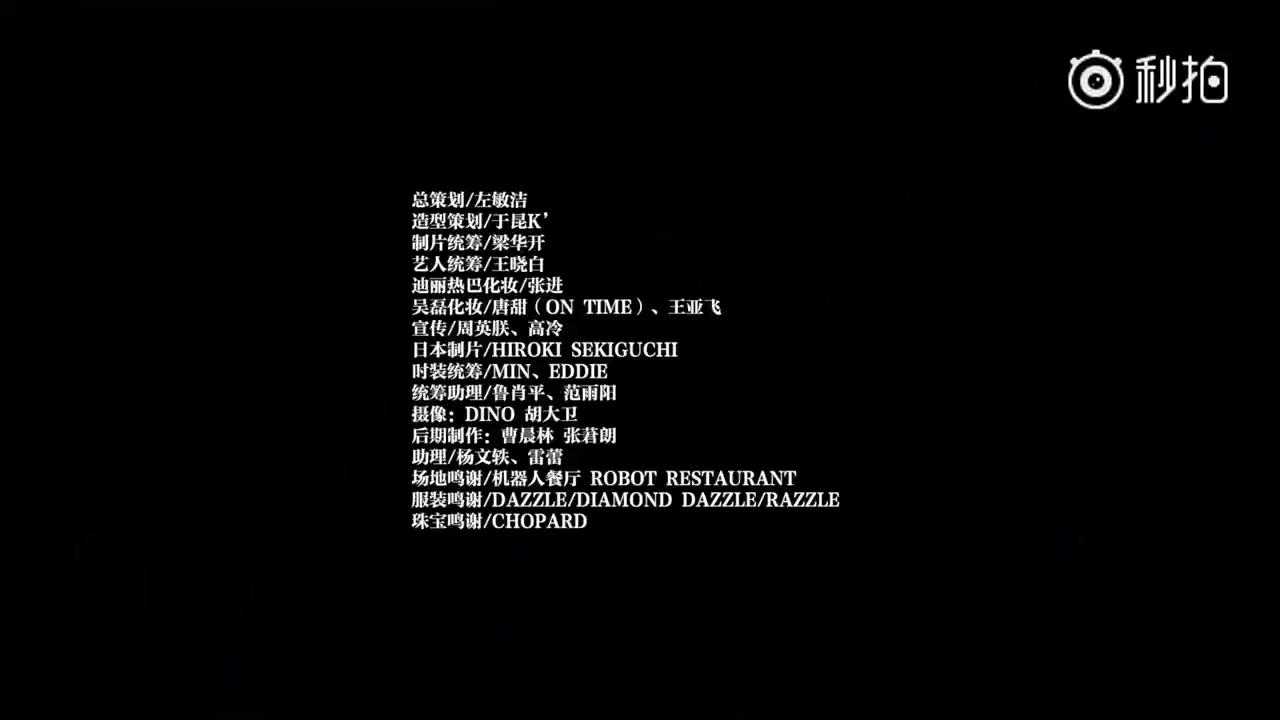 秒拍
总策划/左敏洁
造型策划/于昆K’
制片统筹/梁华开
艺人统筹/王晓白
迪丽热巴化妆/张进
吴磊化妆/唐甜（ON TIME）、王亚飞
宣传/周英朕、高冷
日本制片/HIROKI SEKIGUCHI
时装统筹/MIN、EDDIE
统筹助理/鲁肖平、范雨阳
摄像：DINO 胡大卫
后期制作：曹晨林 张莙朗
助理/杨文轶、雷蕾
场地鸣谢/机器人餐厅 ROBOT RESTAURANT
服装鸣谢/DAZZLE/DIAMOND DAZZLE/RAZZLE
珠宝鸣谢/CHOPARD